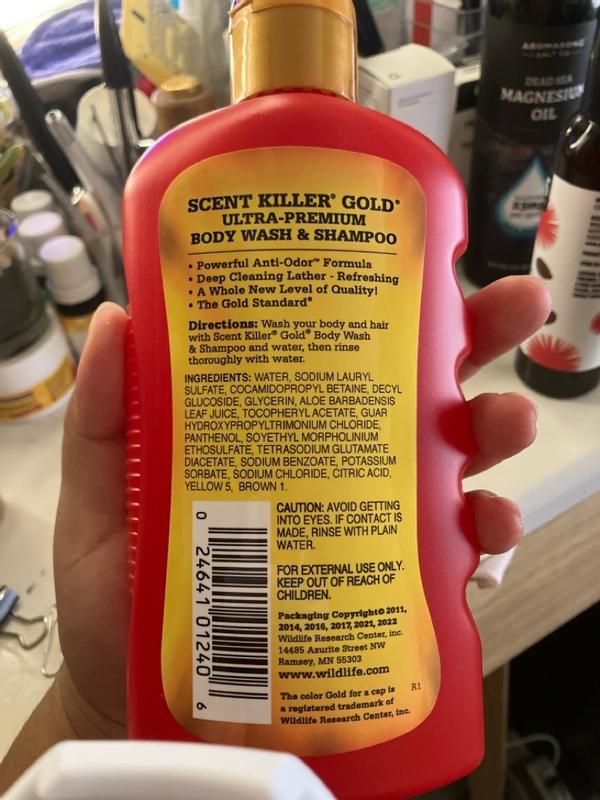 SCENT KILLER® GOLD®
ULTRA-PREMIUM
BODY WASH & SHAMPOO
• Powerful Anti-Odor™ Formula
• Deep Cleaning Lather - Refreshing
• A Whole New Level of Quality!
• The Gold Standard®
Directions: Wash your body and hair
with Scent Killer® Gold® Body Wash
& Shampoo and water, then rinse
thoroughly with water.
INGREDIENTS: WATER, SODIUM LAURYL
SULFATE, COCAMIDOPROPYL BETAINE, DECYL
GLUCOSIDE, GLYCERIN, ALOE BARBADENSIS
LEAF JUICE, TOCOPHERYL ACETATE, GUAR
HYDROXYPROPYLTRIMONIUM CHLORIDE,
PANTHENOL, SOYETHYL MORPHOLINIUM
ETHOSULFATE, TETRASODIUM GLUTAMATE
DIACETATE, SODIUM BENZOATE, POTASSIUM
SORBATE, SODIUM CHLORIDE, CITRIC ACID,
YELLOW 5, BROWN 1.
CAUTION: AVOID GETTING
INTO EYES. IF CONTACT IS
MADE, RINSE WITH PLAIN
WATER.
FOR EXTERNAL USE ONLY.
KEEP OUT OF REACH OF
CHILDREN.
Packaging Copyright© 2011,
2014, 2016, 2017, 2021, 2022
Wildlife Research Center, inc.
14485 Azurite Street NW
Ramsey, MN 55303
www.wildlife.com
The color Gold for a cap is
a registered trademark of
Wildlife Research Center, inc.
R1
0 24641 01240 6
AROMASONG
SALT CO
DEAD SEA
MAGNESIUM
OIL